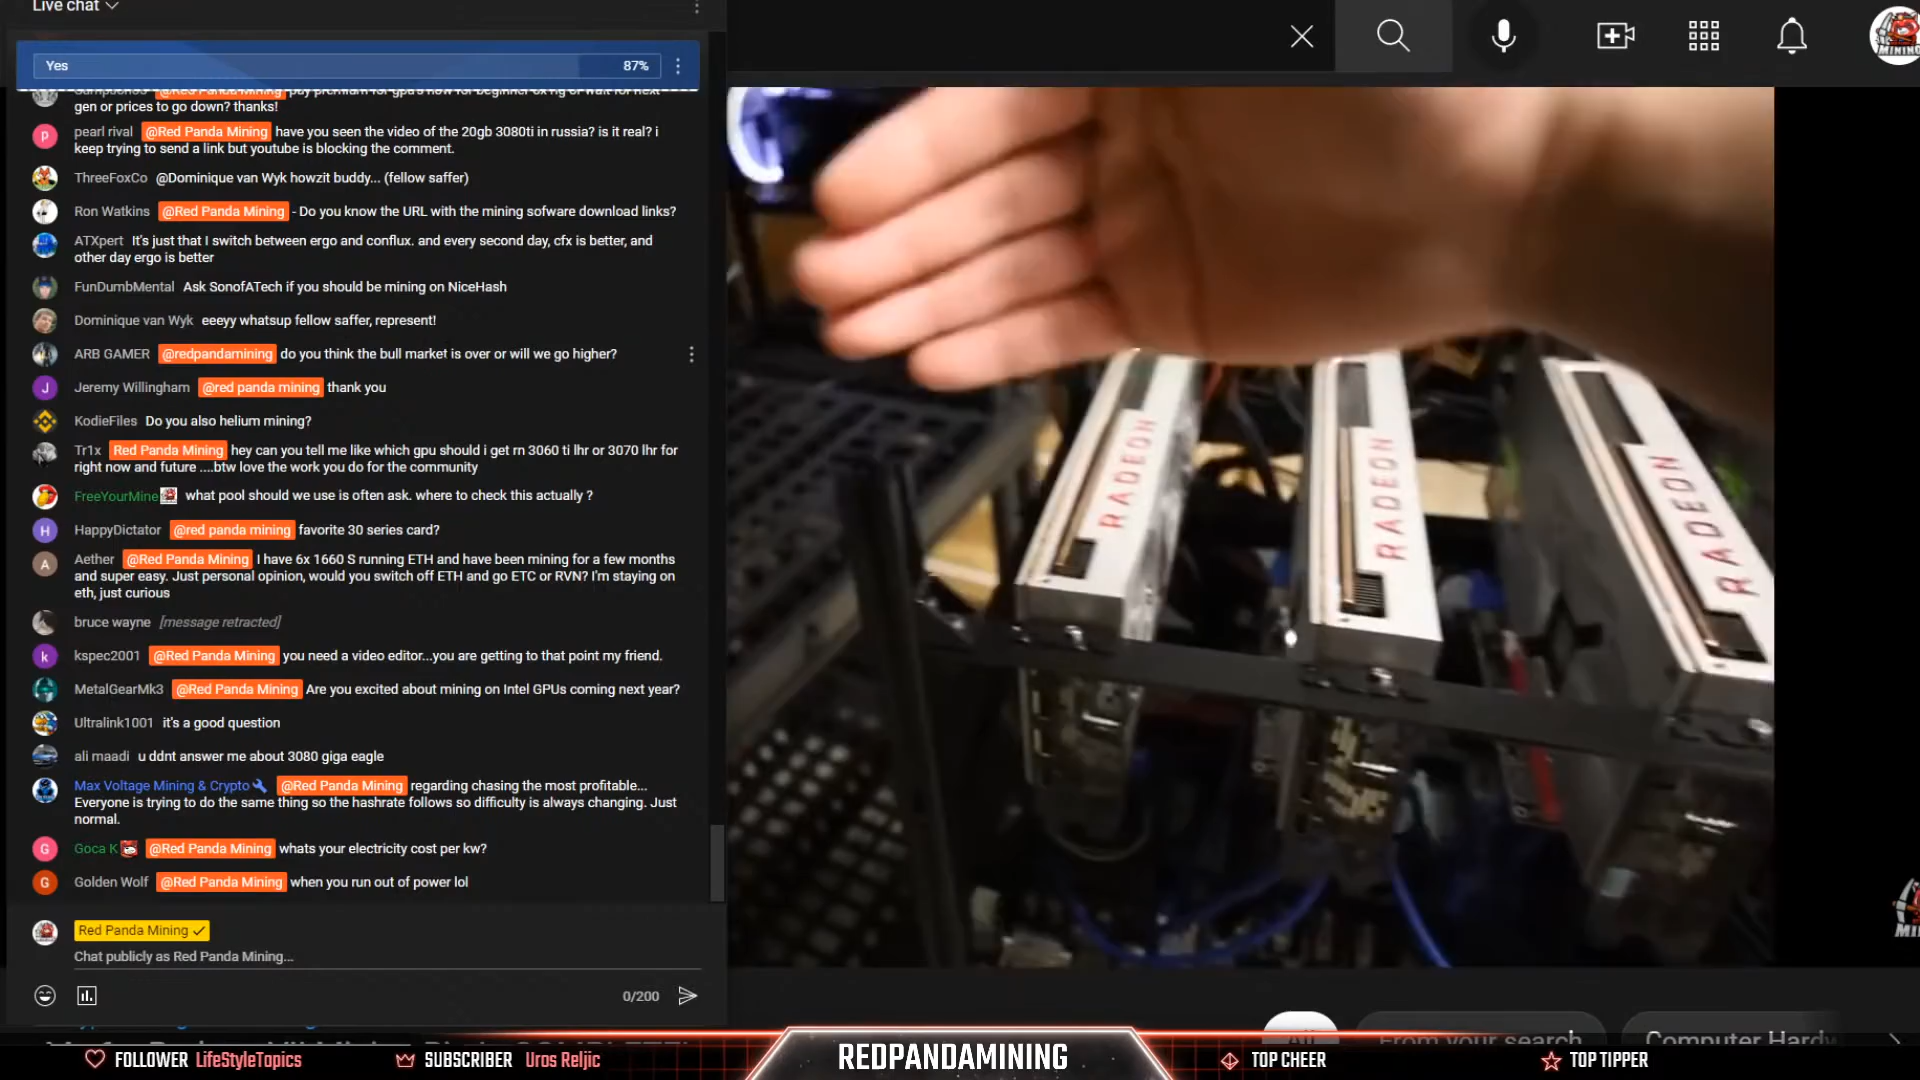 Live chat
Yes 87%
gen or prices to go down? thanks!
pearl rival @Red Panda Mining have you seen the video of the 20gb 3080ti in russia? is it real? i
keep trying to send a link but youtube is blocking the comment.
ThreeFoxCo @Dominique van Wyk howzit buddy... (fellow saffer)
Ron Watkins @Red Panda Mining - Do you know the URL with the mining sofware download links?
ATXpert It's just that I switch between ergo and conflux. and every second day, cfx is better, and
other day ergo is better
FunDumbMental Ask SonofATech if you should be mining on NiceHash
Dominique van Wyk eeeyy whatsup fellow saffer, represent!
ARB GAMER @redpandamining do you think the bull market is over or will we go higher?
J Jeremy Willingham @red panda mining thank you
KodieFiles Do you also helium mining?
Tr1x Red Panda Mining hey can you tell me like which gpu should i get rn 3060 ti lhr or 3070 lhr for
right now and future ....btw love the work you do for the community
FreeYourMine what pool should we use is often ask. where to check this actually ?
H HappyDictator @red panda mining favorite 30 series card?
A Aether @Red Panda Mining I have 6x 1660 S running ETH and have been mining for a few months
and super easy. Just personal opinion, would you switch off ETH and go ETC or RVN? I'm staying on
eth, just curious
bruce wayne [message retracted]
k kspec2001 @Red Panda Mining you need a video editor...you are getting to that point my friend.
MetalGearMk3 @Red Panda Mining Are you excited about mining on Intel GPUs coming next year?
Ultralink1001 it's a good question
ali maadi u ddnt answer me about 3080 giga eagle
Max Voltage Mining & Crypto @Red Panda Mining regarding chasing the most profitable...
Everyone is trying to do the same thing so the hashrate follows so difficulty is always changing. Just
normal.
G Goca K @Red Panda Mining whats your electricity cost per kw?
G Golden Wolf @Red Panda Mining when you run out of power lol
Red Panda Mining
Chat publicly as Red Panda Mining...
0/200
RADEON
RADEON
RADEON
MINING
All From your search
FOLLOWER LifeStyleTopics SUBSCRIBER Uros Reljic REDPANDAMINING TOP CHEER TOP TIPPER